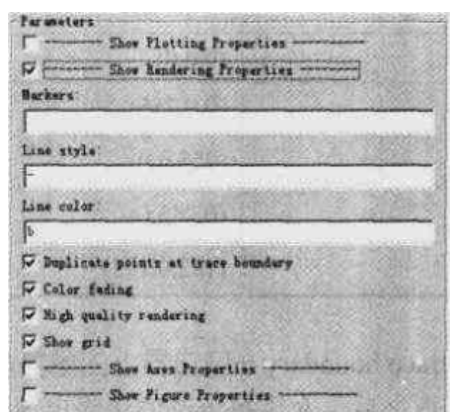 Parameters
-------- Show Plotting Properties --------
-------- Show Rendering Properties --------
Markers:

Line style:
-
Line color:
b
Duplicate points at trace boundary
Color fading
High quality rendering
Show grid
-------- Show Axes Properties --------
-------- Show Figure Properties --------